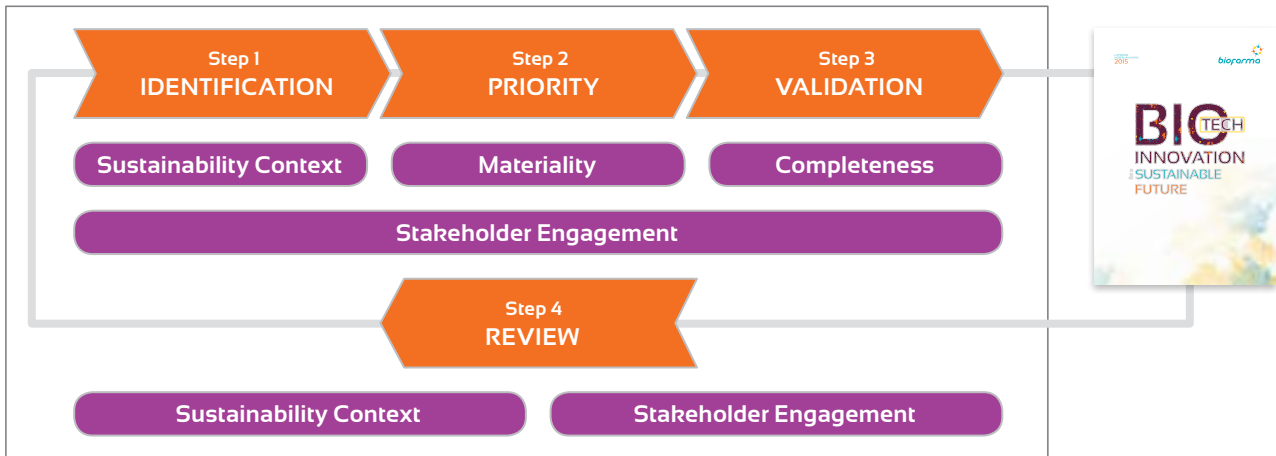 Step 1
IDENTIFICATION
Step 2
PRIORITY
Step 3
VALIDATION
Sustainability Context
Materiality
Completeness
Stakeholder Engagement
Step 4
REVIEW
Sustainability Context
Stakeholder Engagement
2015
biofarma
BIO
TECH
INNOVATION
SUSTAINABLE
FUTURE